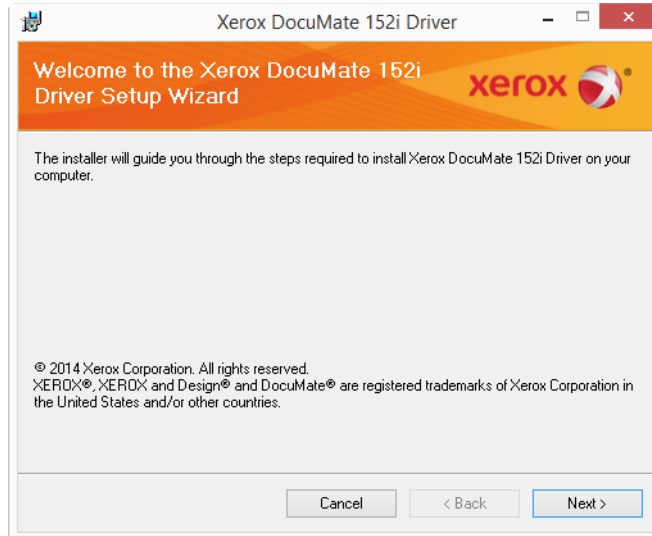 Xerox DocuMate 152i Driver
Welcome to the Xerox DocuMate 152i
Driver Setup Wizard
xerox
The installer will guide you through the steps required to install Xerox DocuMate 152i Driver on your
computer.
© 2014 Xerox Corporation. All rights reserved.
XEROX®, XEROX and Design® and DocuMate® are registered trademarks of Xerox Corporation in
the United States and/or other countries.
Cancel
< Back
Next >